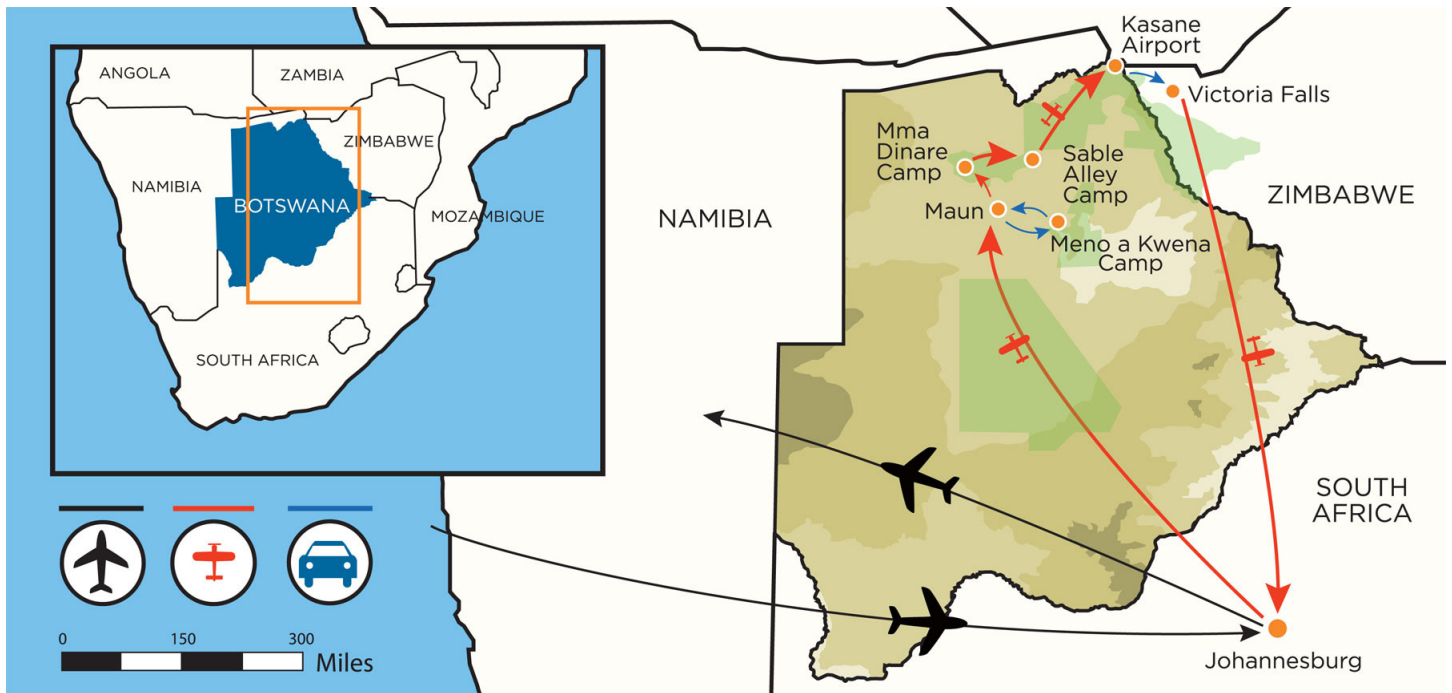 ANGOLA
ZAMBIA
ZIMBABWE
NAMIBIA
BOTSWANA
MOZAMBIQUE
SOUTH AFRICA
0 150 300
Miles
Kasane
Airport
Victoria Falls
Mma
Dinare
Camp
Sable
Alley
Camp
Maun
Meno a Kwena
Camp
NAMIBIA
ZIMBABWE
SOUTH
AFRICA
Johannesburg